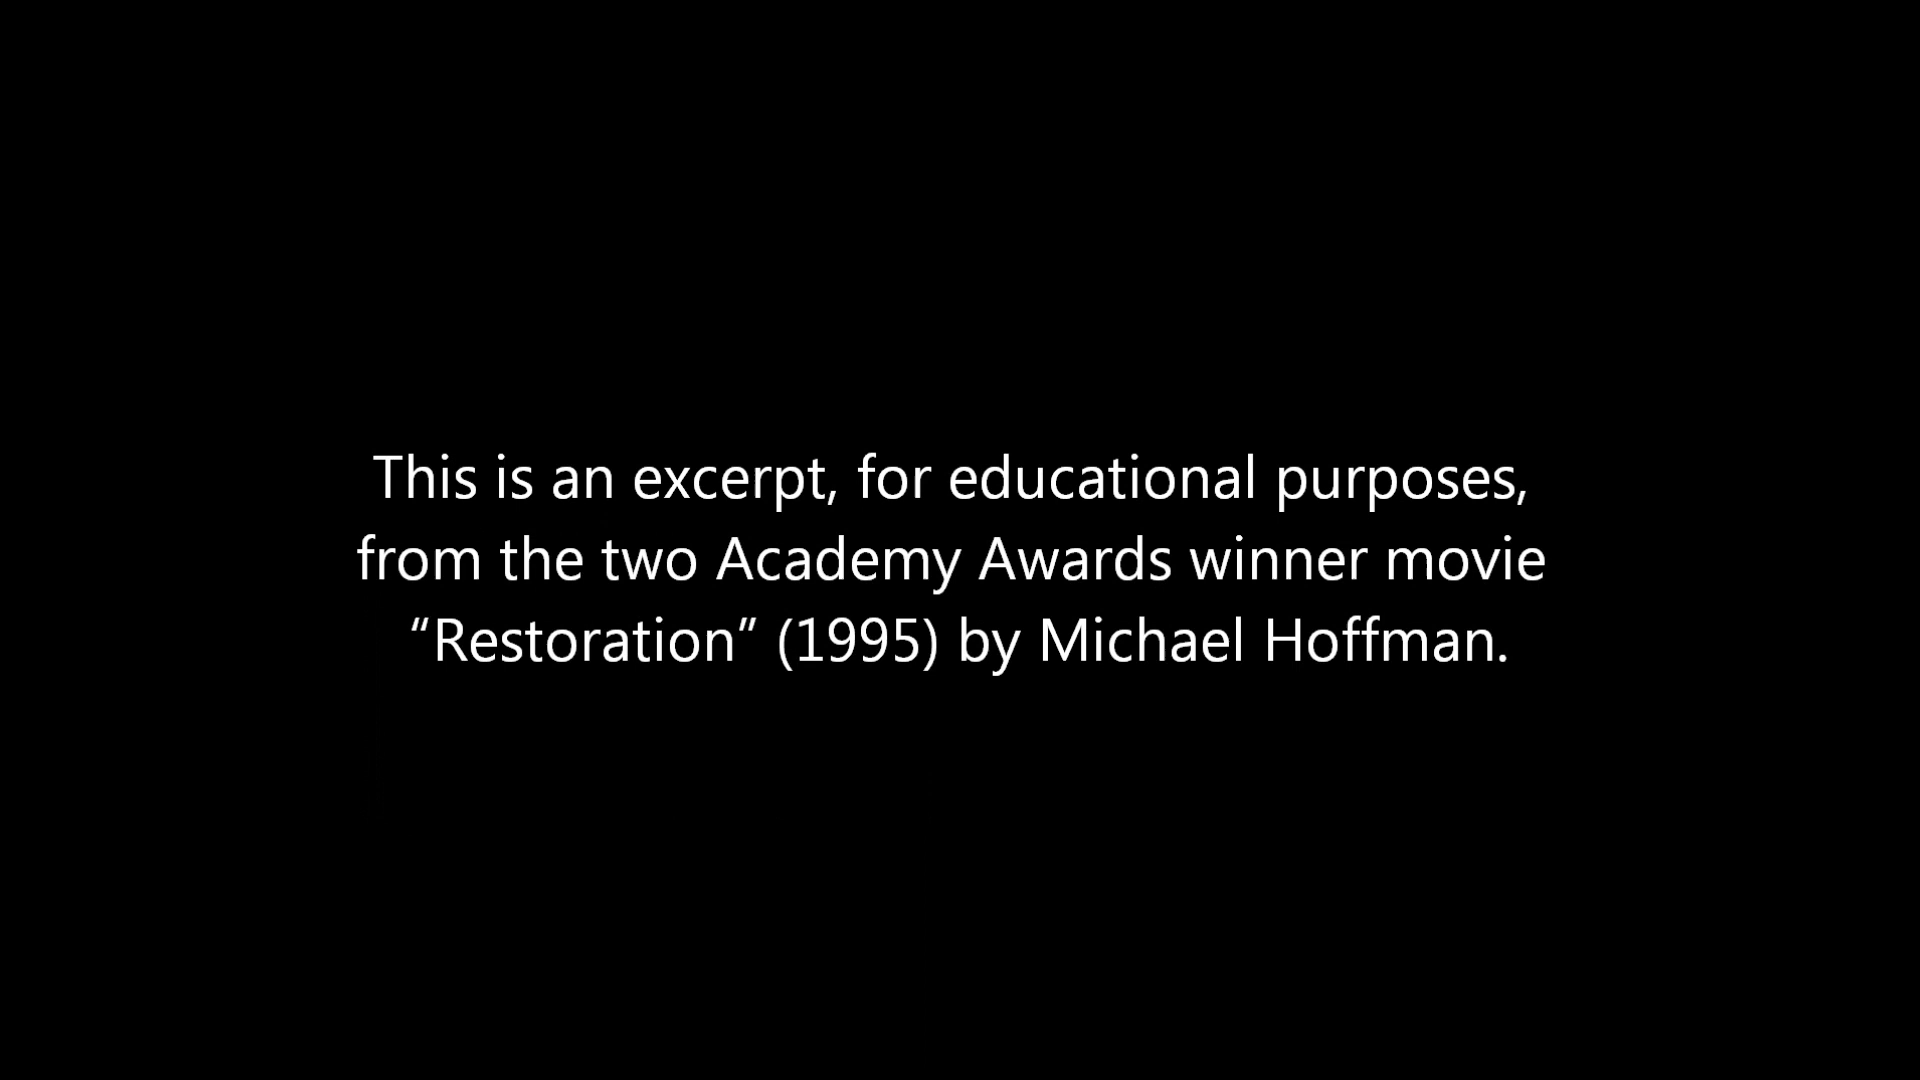 This is an excerpt, for educational purposes,
from the two Academy Awards winner movie
“Restoration” (1995) by Michael Hoffman.